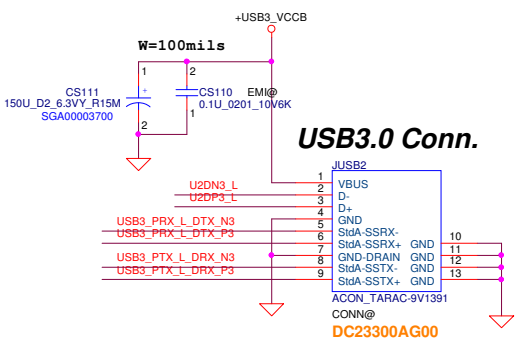 +USB3_VCCB
W=100mils
1
2
CS111
150U_D2_6.3VY_R15M
SGA00003700
+
2
CS110
0.1U_0201_10V6K
EMI@
1
USB3.0 Conn.
JUSB2
1 VBUS
U2DN3_L 2 D-
U2DP3_L 3 D+
4 GND
USB3_PRX_L_DTX_N3 5 StdA-SSRX-
USB3_PRX_L_DTX_P3 6 StdA-SSRX+ GND 10
7 GND-DRAIN GND 11
USB3_PTX_L_DRX_N3 8 StdA-SSTX- GND 12
USB3_PTX_L_DRX_P3 9 StdA-SSTX+ GND 13
ACON_TARAC-9V1391
CONN@
DC23300AG00